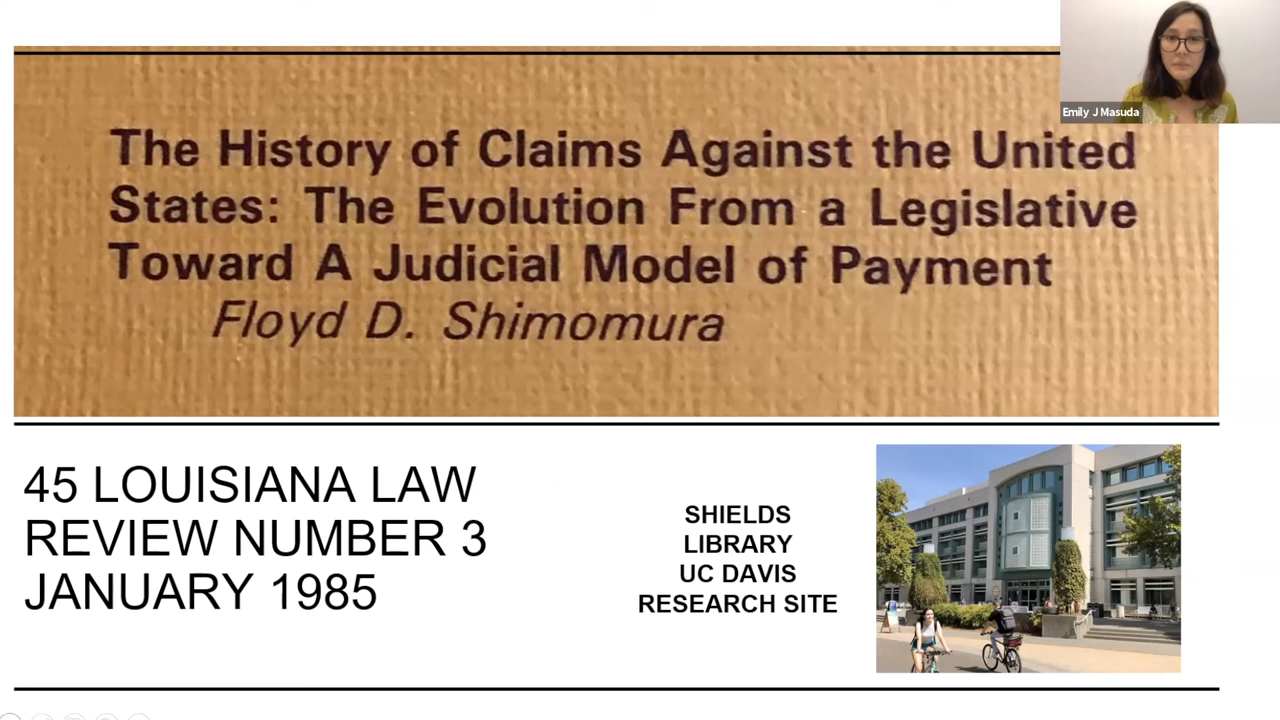 Emily J Masuda
The History of Claims Against the United
States: The Evolution From a Legislative
Toward A Judicial Model of Payment
Floyd D. Shimomura
45 LOUISIANA LAW
REVIEW NUMBER 3
JANUARY 1985
SHIELDS
LIBRARY
UC DAVIS
RESEARCH SITE